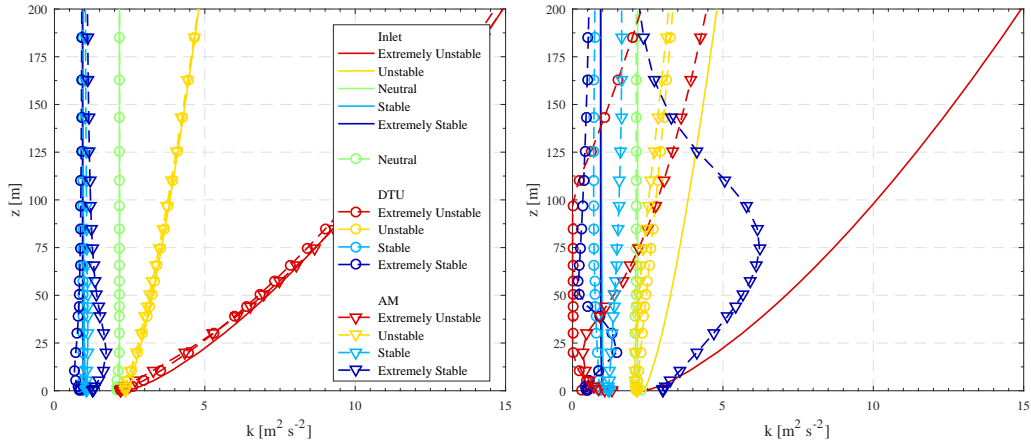 200
175
150
125
100
75
50
25
0
z [m]
0 5 10 15
k [m² s⁻²]
Inlet
Extremely Unstable
Unstable
Neutral
Stable
Extremely Stable
Neutral
DTU
Extremely Unstable
Unstable
Stable
Extremely Stable
AM
Extremely Unstable
Unstable
Stable
Extremely Stable
200
175
150
125
100
75
50
25
0
z [m]
0 5 10 15
k [m² s⁻²]